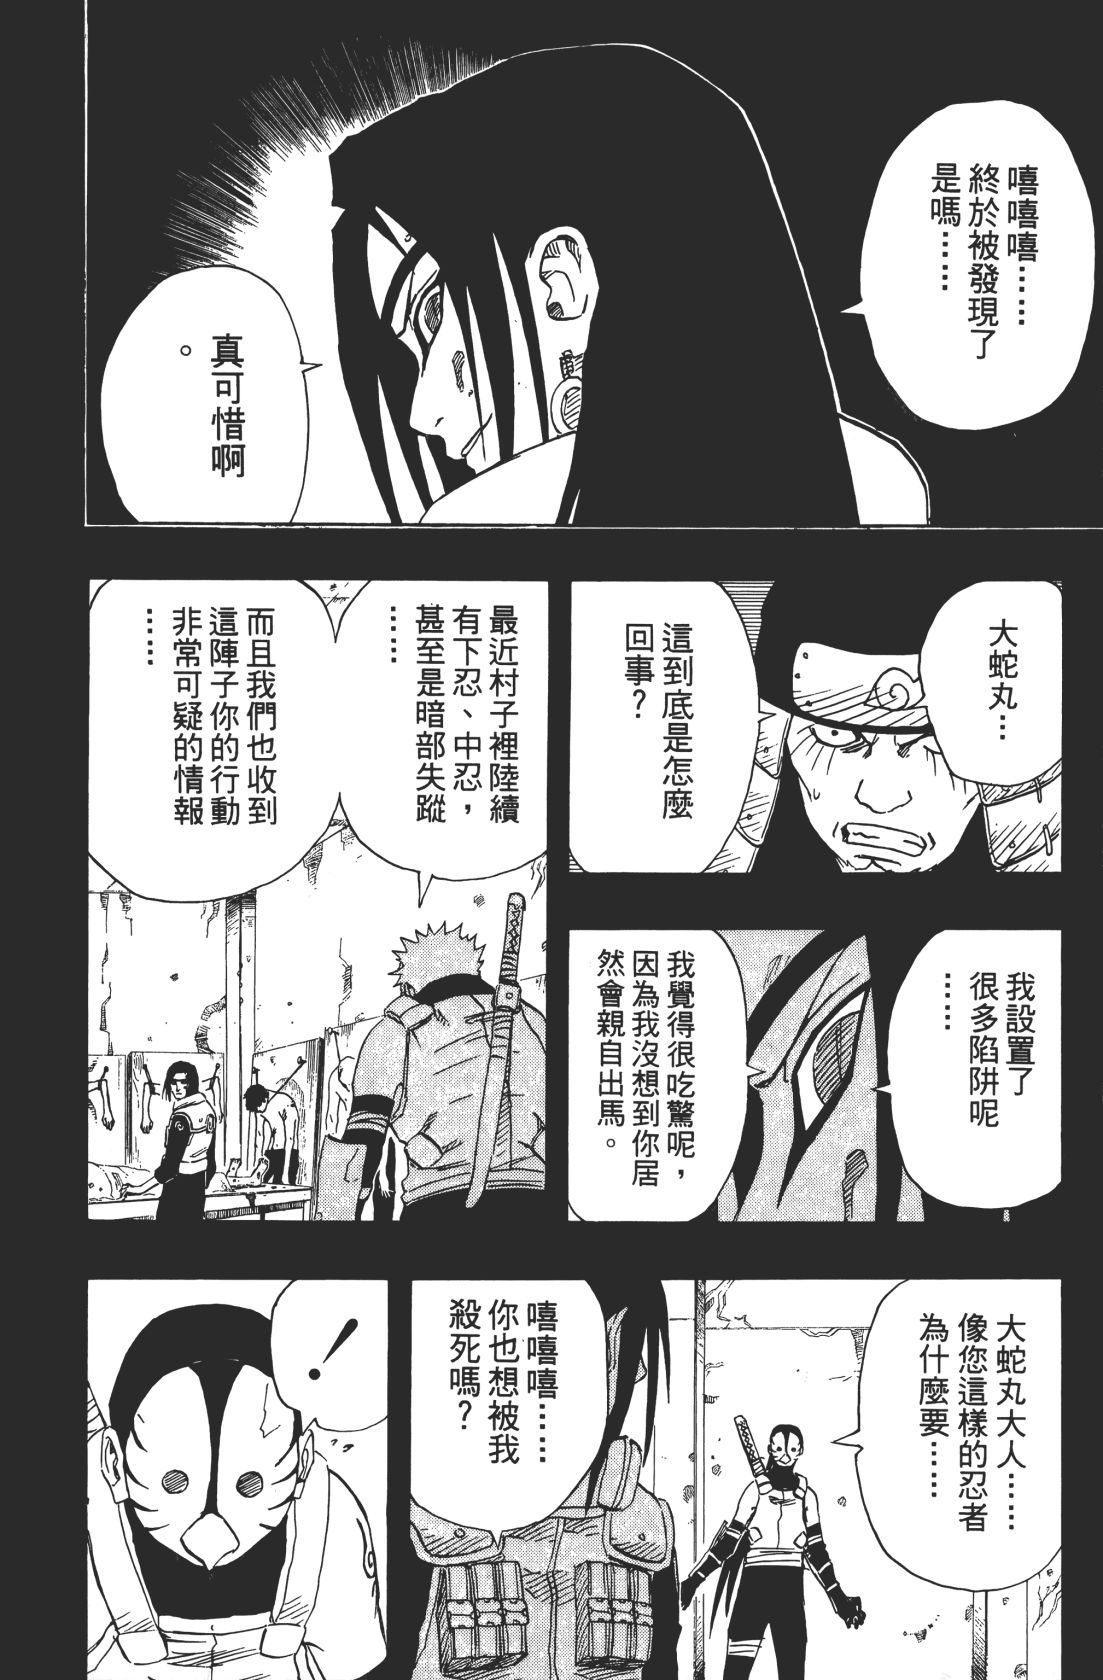 嘻嘻嘻……
終於被發現了
是嗎……
真可惜啊
。
大蛇丸…
這到底是怎麼
回事？
最近村子裡陸續
有下忍、中忍，
甚至是暗部失蹤
……
而且我們也收到
這陣子你的行動
非常可疑的情報
……
我設置了
很多陷阱呢
……
我覺得很吃驚呢，
因為我沒想到你居
然會親自出馬。
大蛇丸大人……
像您這樣的忍者
為什麼要……
嘻嘻嘻……
你也想被我
殺死嗎？
！